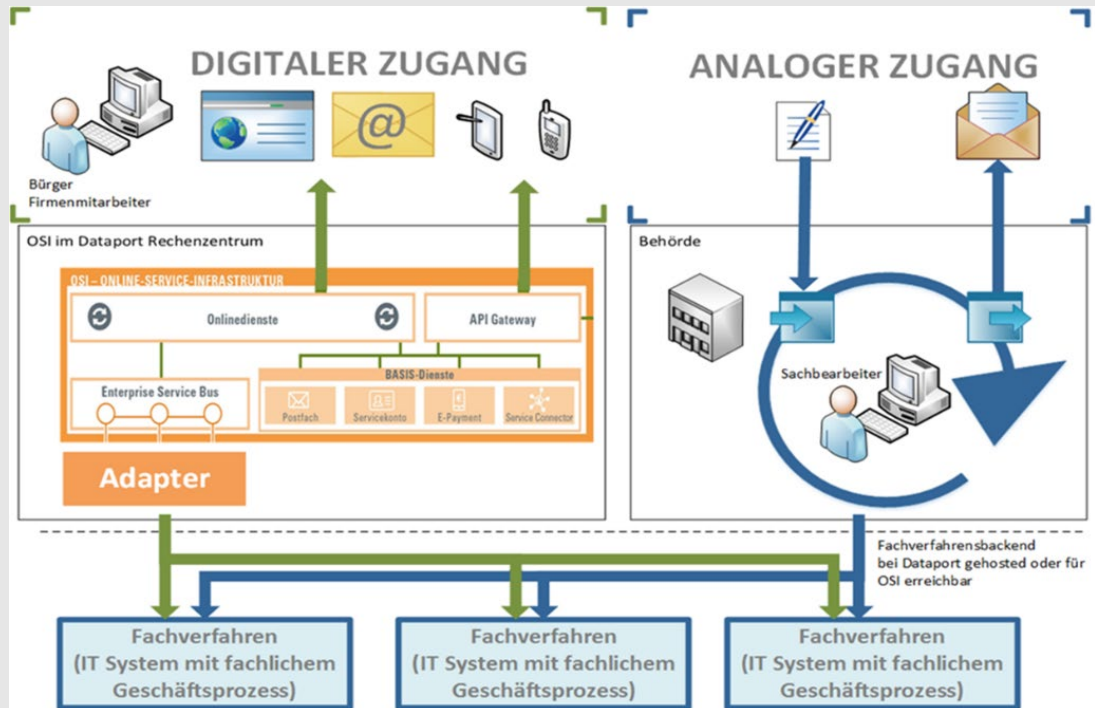 DIGITALER ZUGANG
ANALOGER ZUGANG
@
Bürger
Firmenmitarbeiter
OSI im Dataport Rechenzentrum
Behörde
OSI – ONLINE-SERVICE-INFRASTRUKTUR
Onlinedienste
API Gateway
Enterprise Service Bus
BASIS-Dienste
Postfach
Servicekonto
€
E-Payment
Service Connector
Adapter
Sachbearbeiter
Fachverfahrensbackend
bei Dataport gehosted oder für
OSI erreichbar
Fachverfahren
(IT System mit fachlichem
Geschäftsprozess)
Fachverfahren
(IT System mit fachlichem
Geschäftsprozess)
Fachverfahren
(IT System mit fachlichem
Geschäftsprozess)